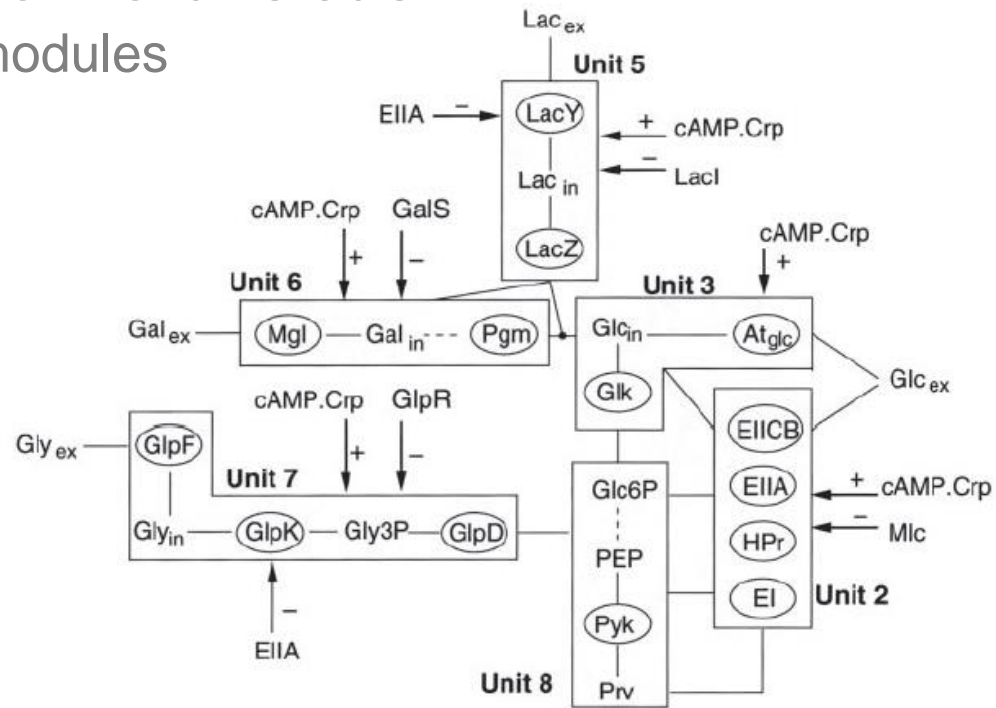 nodules
Lac ex
Unit 5
EIIA
−
LacY
+
cAMP.Crp
−
LacI
Lac in
LacZ
cAMP.Crp
GalS
+
−
Unit 6
Gal ex
Mgl
Gal in
Pgm
cAMP.Crp
+
Unit 3
Glc in
At glc
Glk
Glc ex
cAMP.Crp
GlpR
+
−
Gly ex
GlpF
Unit 7
Gly in
GlpK
Gly3P
GlpD
−
EIIA
EIICB
EIIA
+
cAMP.Crp
−
Mlc
HPr
EI
Unit 2
Glc6P
PEP
Pyk
Prv
Unit 8